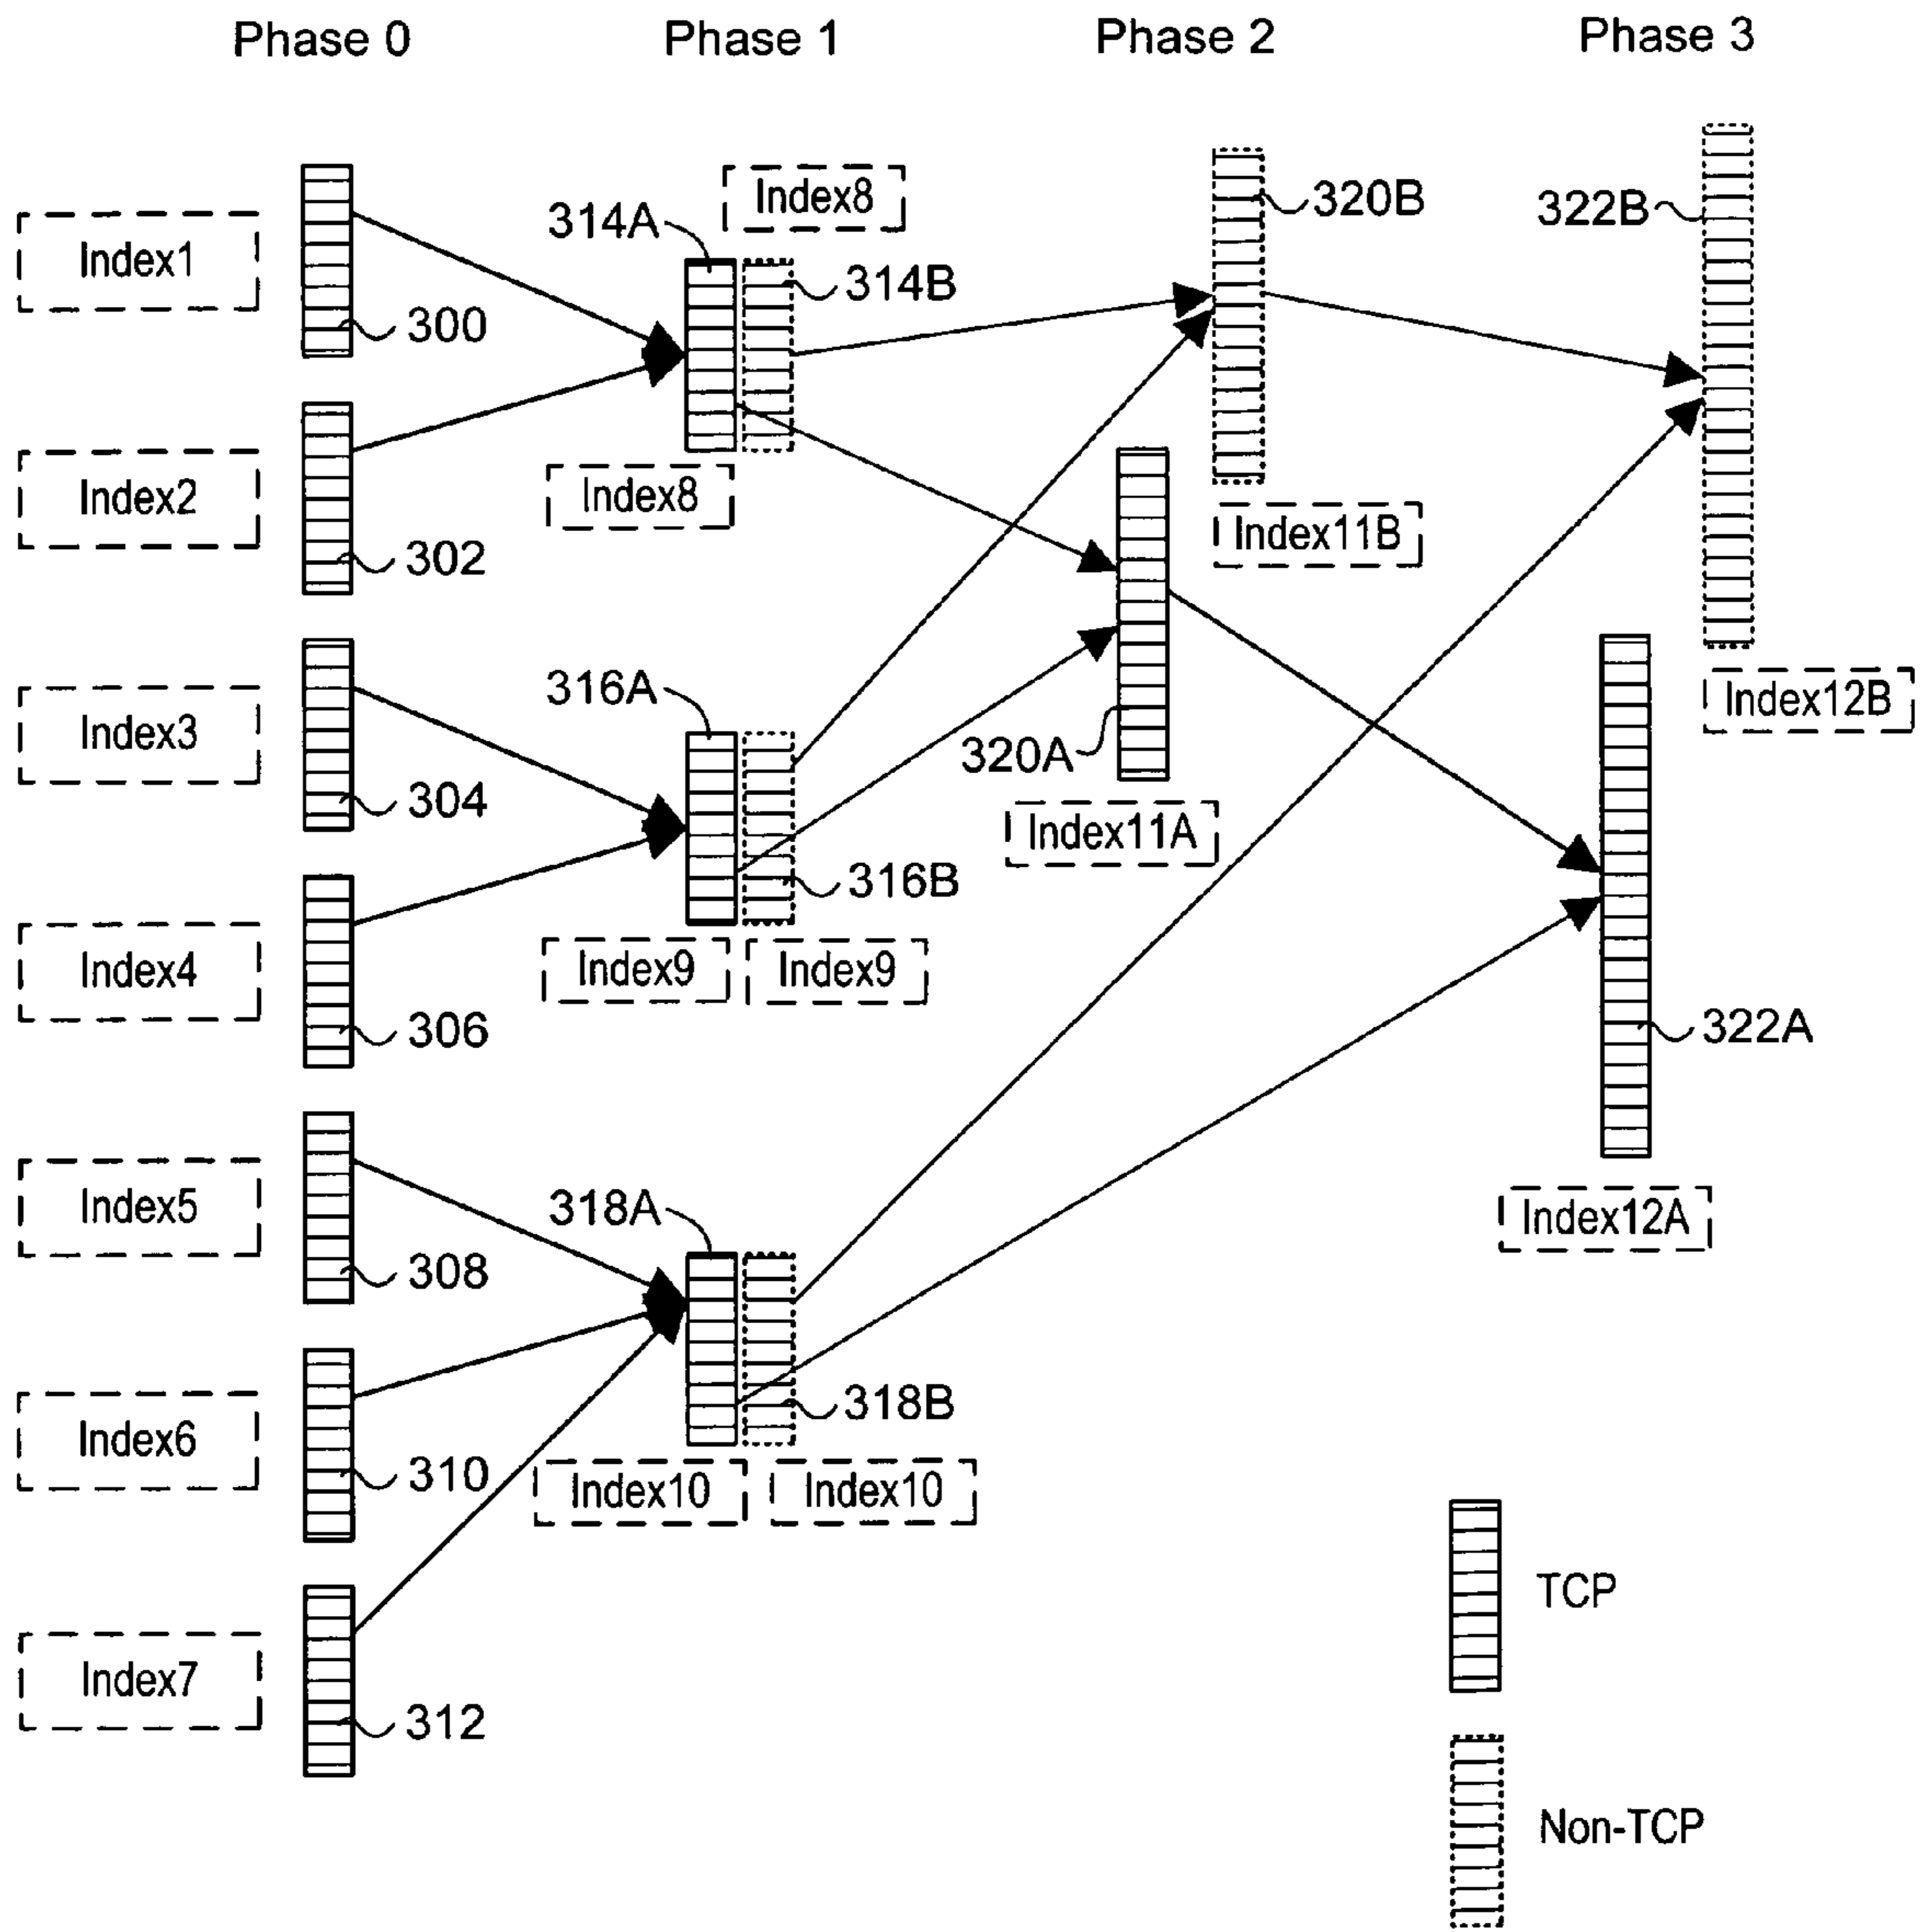 Phase 0 Phase 1 Phase 2 Phase 3
Index8
320B
322B
314A
Index1
314B
300
Index2
Index8
Index11B
302
316A
Index12B
Index3
320A
304
Index11A
316B
Index4
Index9 Index9
306
322A
Index5
318A
Index12A
308
318B
Index6
310
Index10 Index10
TCP
Index7
312
Non-TCP